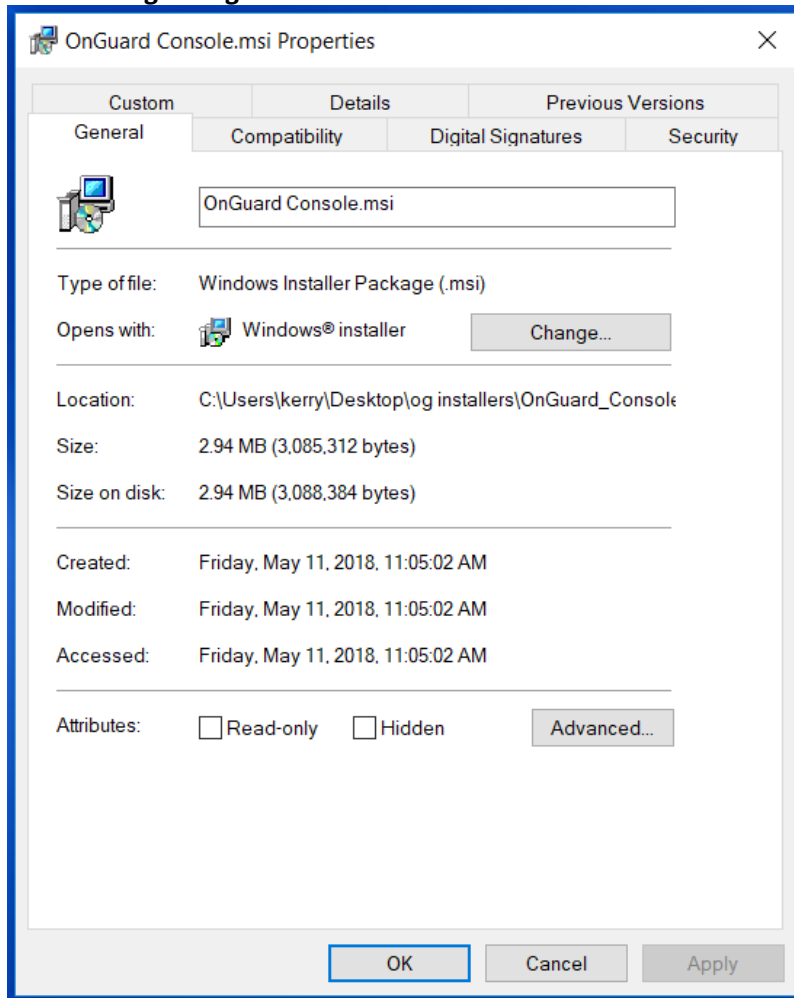 OnGuard Console.msi Properties
Custom Details Previous Versions
General Compatibility Digital Signatures Security
OnGuard Console.msi
Type of file: Windows Installer Package (.msi)
Opens with: Windows® installer Change...
Location: C:\Users\kerry\Desktop\og installers\OnGuard_Console
Size: 2.94 MB (3,085,312 bytes)
Size on disk: 2.94 MB (3,088,384 bytes)
Created: Friday, May 11, 2018, 11:05:02 AM
Modified: Friday, May 11, 2018, 11:05:02 AM
Accessed: Friday, May 11, 2018, 11:05:02 AM
Attributes: Read-only Hidden Advanced...
OK Cancel Apply